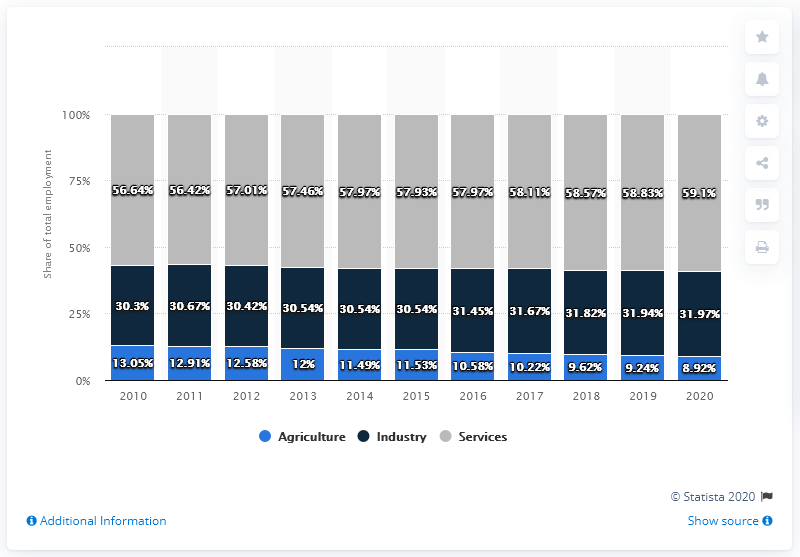 Share of total employment
100%
75%
50%
25%
0%
56.64% 56.42% 57.01% 57.46% 57.97% 57.93% 57.97% 58.11% 58.57% 58.83% 59.1%
30.3% 30.67% 30.42% 30.54% 30.54% 30.54% 31.45% 31.67% 31.82% 31.94% 31.97%
13.05% 12.91% 12.58% 12% 11.49% 11.53% 10.58% 10.22% 9.62% 9.24% 8.92%
2010 2011 2012 2013 2014 2015 2016 2017 2018 2019 2020
Agriculture Industry Services
© Statista 2020
Additional Information
Show source